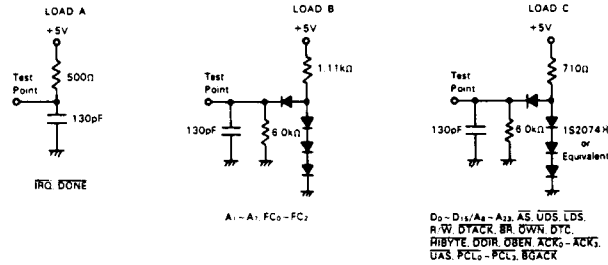 LOAD A
+5V
500Ω
Test
Point
130pF
IRQ, DONE
LOAD B
+5V
1.11kΩ
Test
Point
130pF
6.0kΩ
A₁~A₇, FC₀~FC₂
LOAD C
+5V
710Ω
Test
Point
130pF
6.0kΩ
1S2074H
or
Equivalent
D₀~D₁₅/A₈~A₂₃, AS, UDS, LDS,
R/W, DTACK, BR, OWN, DTC,
HIBYTE, DDIR, DBEN, ACK₀~ACK₃,
UAS, PCL₀~PCL₃, BGACK